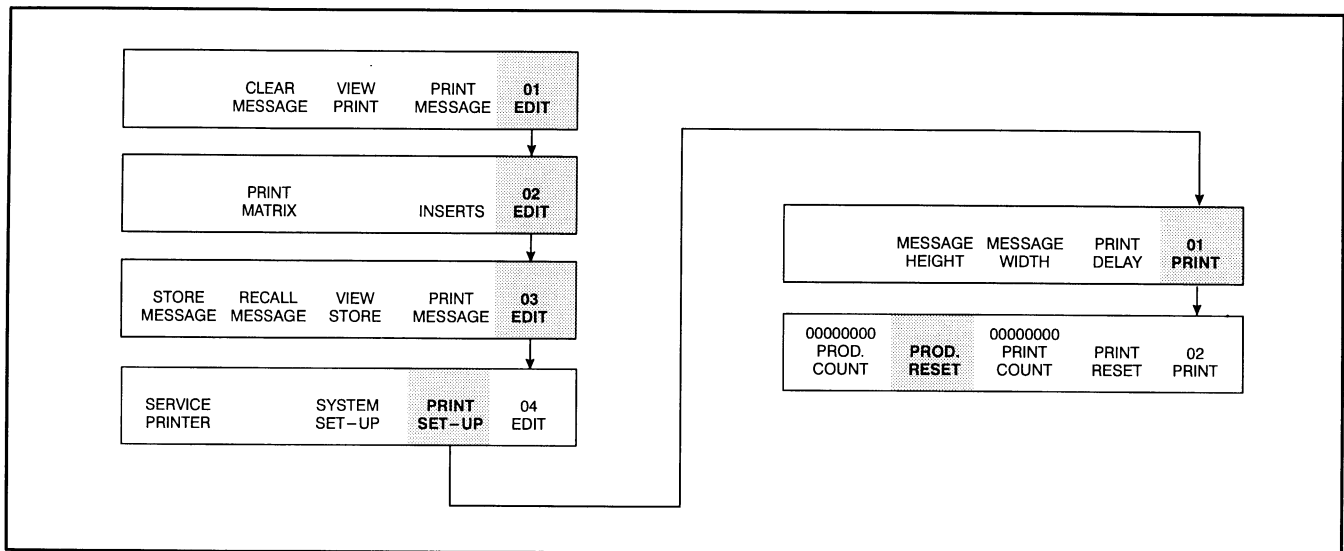 CLEAR VIEW PRINT 01
MESSAGE PRINT MESSAGE EDIT
PRINT 02
MATRIX INSERTS EDIT
STORE RECALL VIEW PRINT 03
MESSAGE MESSAGE STORE MESSAGE EDIT
SERVICE SYSTEM PRINT 04
PRINTER SET-UP SET-UP EDIT
MESSAGE MESSAGE PRINT 01
HEIGHT WIDTH DELAY PRINT
00000000 00000000
PROD. PROD. PRINT PRINT 02
COUNT RESET COUNT RESET PRINT